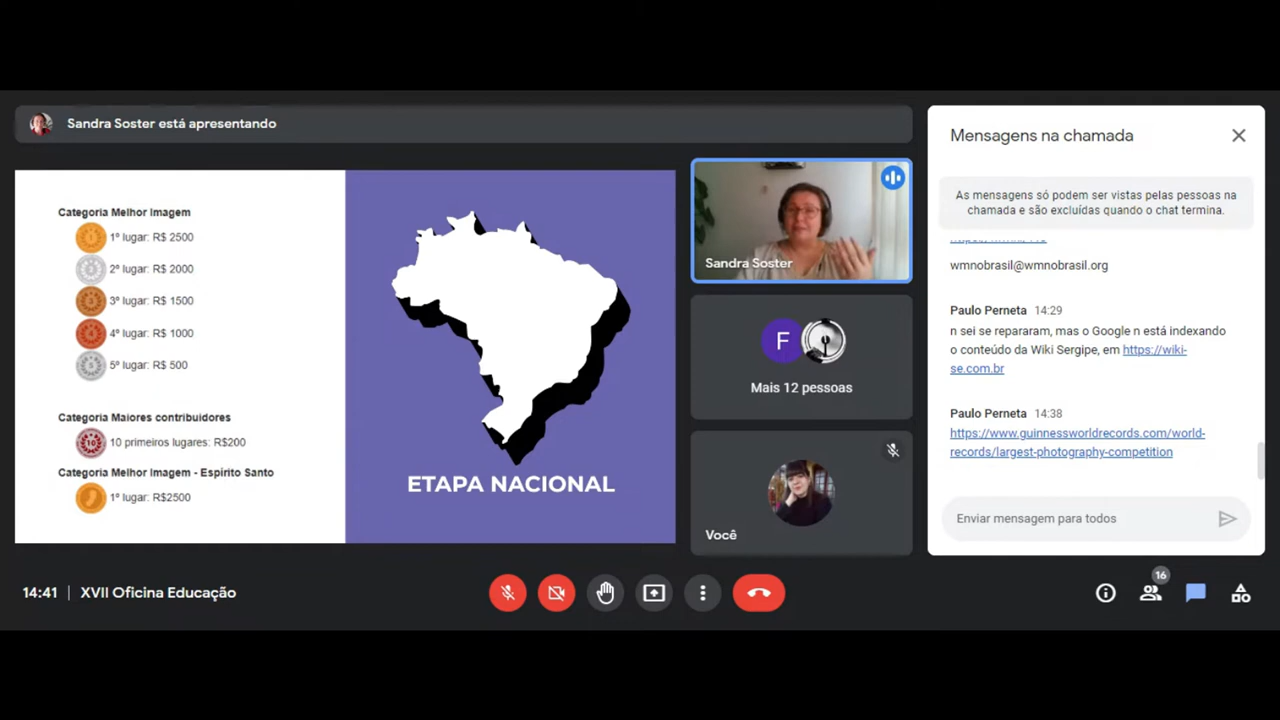 Sandra Soster está apresentando
Categoria Melhor Imagem
1º lugar: R$ 2500
2º lugar: R$ 2000
3º lugar: R$ 1500
4º lugar: R$ 1000
5º lugar: R$ 500
Categoria Maiores contribuidores
10
10 primeiros lugares: R$200
Categoria Melhor Imagem - Espírito Santo
1º lugar: R$2500
ETAPA NACIONAL
Sandra Soster
F
Mais 12 pessoas
Você
Mensagens na chamada
As mensagens só podem ser vistas pelas pessoas na
chamada e são excluídas quando o chat termina.
wmnobrasil@wmnobrasil.org
Paulo Perneta 14:29
n sei se repararam, mas o Google n está indexando
o conteúdo da Wiki Sergipe, em https://wiki-
se.com.br
Paulo Perneta 14:38
https://www.guinnessworldrecords.com/world-
records/largest-photography-competition
Enviar mensagem para todos
14:41 | XVII Oficina Educação
16